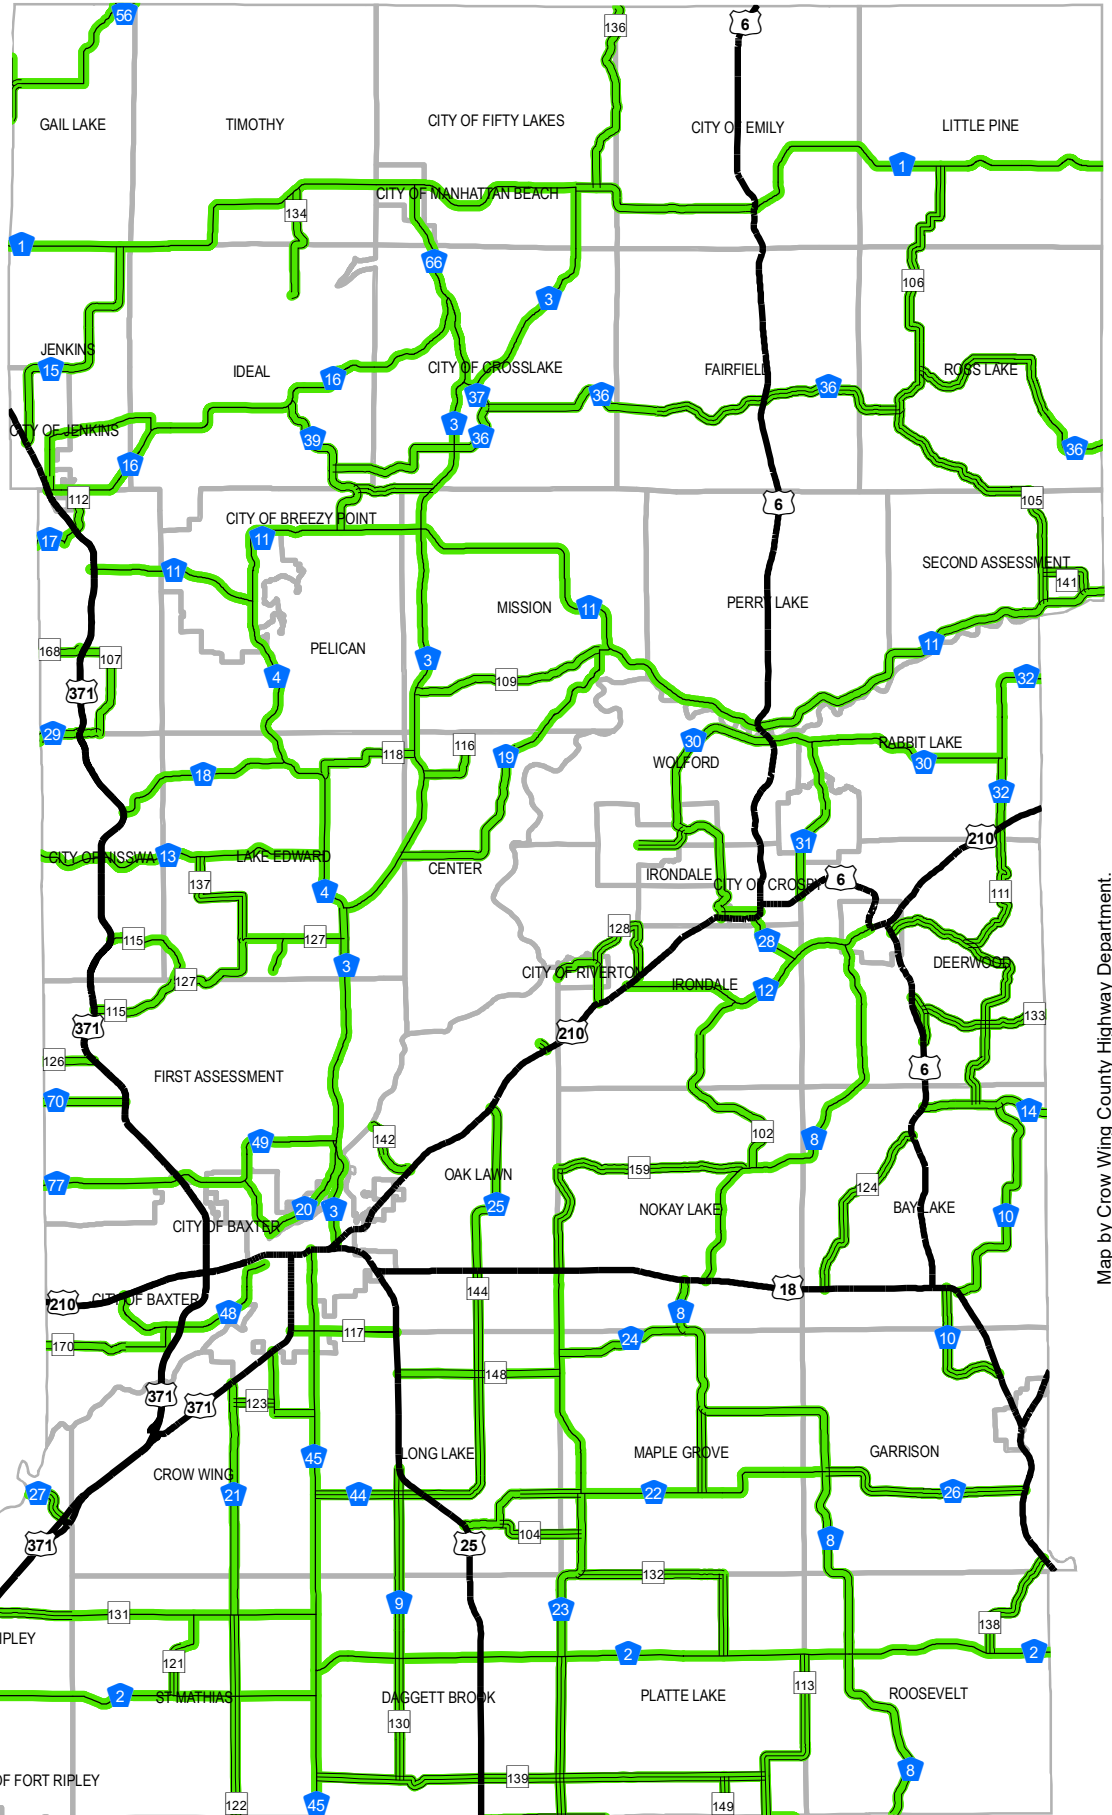 56
136
6
GAIL LAKE
TIMOTHY
CITY OF FIFTY LAKES
CITY OF EMILY
LITTLE PINE
1
CITY OF MANHATTAN BEACH
134
1
66
3
106
JENKINS
15
IDEAL
16
CITY OF CROSSLAKE
FAIRFIELD
ROSS LAKE
37
36
36
3
CITY OF JENKINS
39
36
36
16
112
105
6
CITY OF BREEZY POINT
17
11
11
SECOND ASSESSMENT
141
MISSION
11
PERRY LAKE
11
PELICAN
168
107
3
4
109
32
371
29
118
116
19
30
WOLFORD
RABBIT LAKE
30
18
32
210
31
CITY OF NISSWA
13
LAKE EDWARD
CENTER
IRONDALE
CITY OF CROSBY
6
137
4
111
128
115
127
28
3
CITY OF RIVERTON
IRONDALE
12
DEERWOOD
127
115
371
210
133
126
FIRST ASSESSMENT
6
70
14
49
142
102
8
77
OAK LAWN
159
124
20
3
25
NOKAY LAKE
BAY LAKE
10
CITY OF BAXTER
210
CITY OF BAXTER
144
18
48
8
170
117
24
10
148
371
371
123
45
LONG LAKE
MAPLE GROVE
GARRISON
CROW WING
27
21
44
22
26
371
25
104
8
132
9
23
131
138
IPLEY
121
2
2
2
ST MATHIAS
DAGGETT BROOK
PLATTE LAKE
113
ROOSEVELT
130
OF FORT RIPLEY
139
8
122
45
149
Map by Crow Wing County Highway Department.